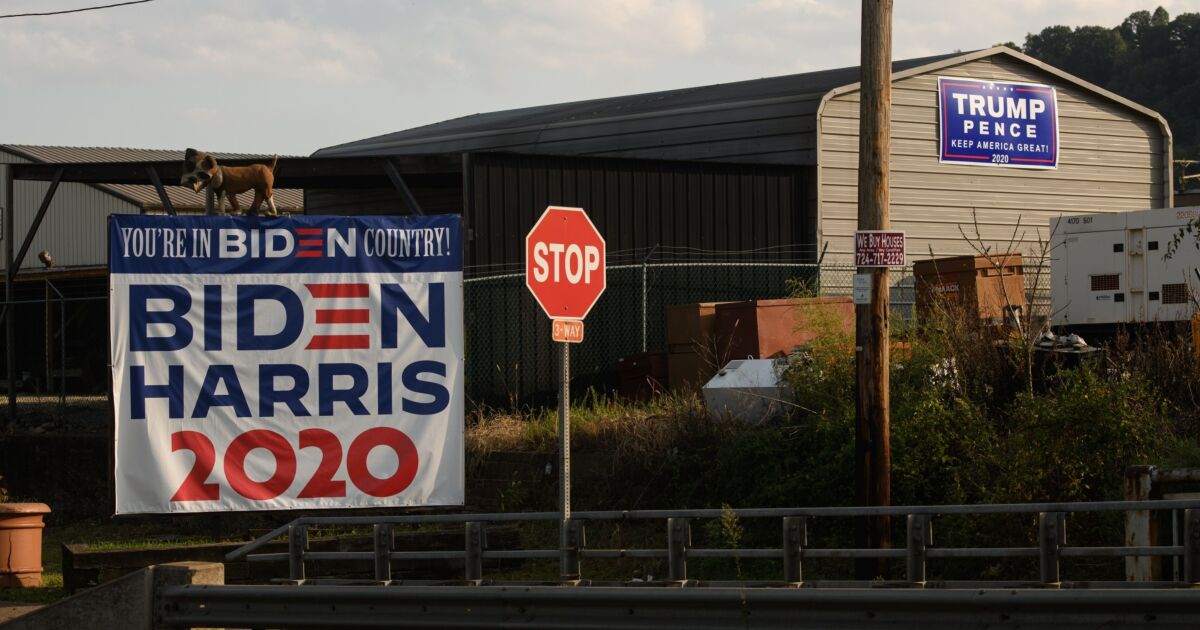 YOU'RE IN BIDEN COUNTRY!
BIDEN
HARRIS
2020
STOP
3-WAY
TRUMP
PENCE
KEEP AMERICA GREAT!
2020
WE BUY HOUSES
724-717-2229